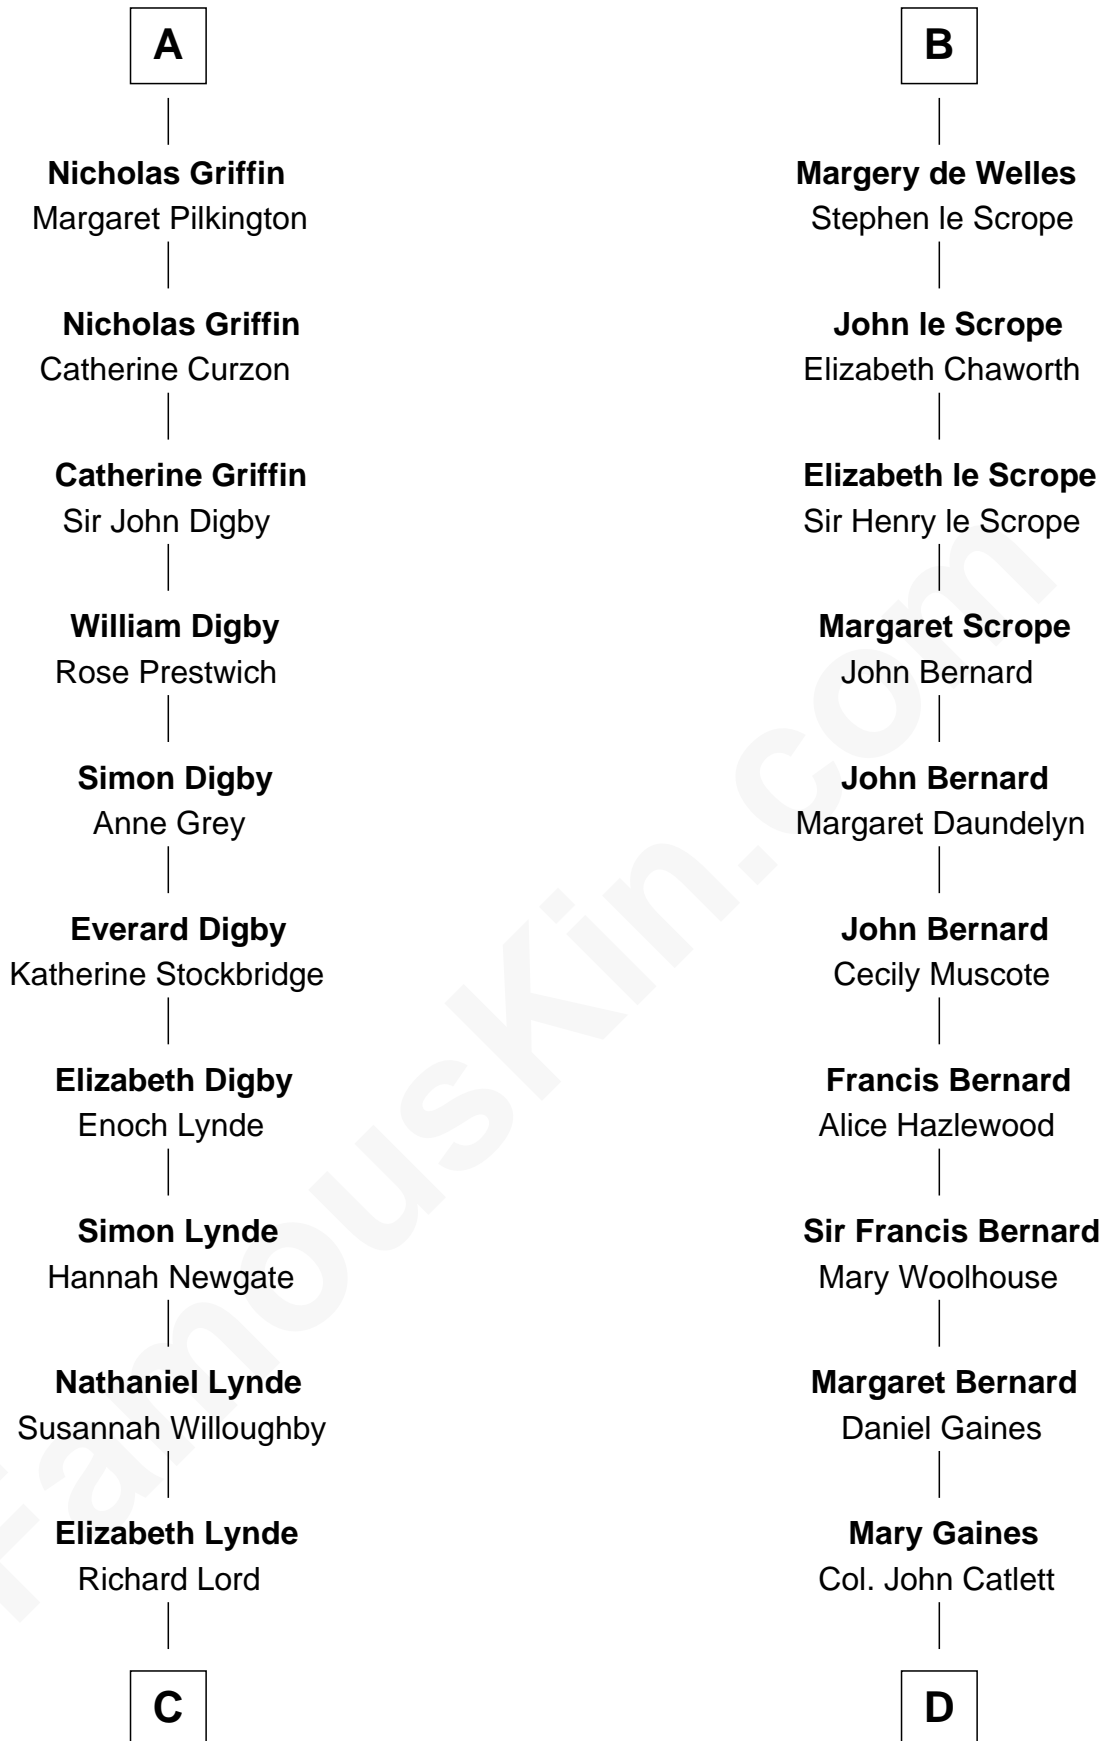 A
Nicholas Griffin
Margaret Pilkington
Nicholas Griffin
Catherine Curzon
Catherine Griffin
Sir John Digby
William Digby
Rose Prestwich
Simon Digby
Anne Grey
Everard Digby
Katherine Stockbridge
Elizabeth Digby
Enoch Lynde
Simon Lynde
Hannah Newgate
Nathaniel Lynde
Susannah Willoughby
Elizabeth Lynde
Richard Lord
C
B
Margery de Welles
Stephen le Scrope
John le Scrope
Elizabeth Chaworth
Elizabeth le Scrope
Sir Henry le Scrope
Margaret Scrope
John Bernard
John Bernard
Margaret Daundelyn
John Bernard
Cecily Muscote
Francis Bernard
Alice Hazlewood
Sir Francis Bernard
Mary Woolhouse
Margaret Bernard
Daniel Gaines
Mary Gaines
Col. John Catlett
D
FamousKin.com